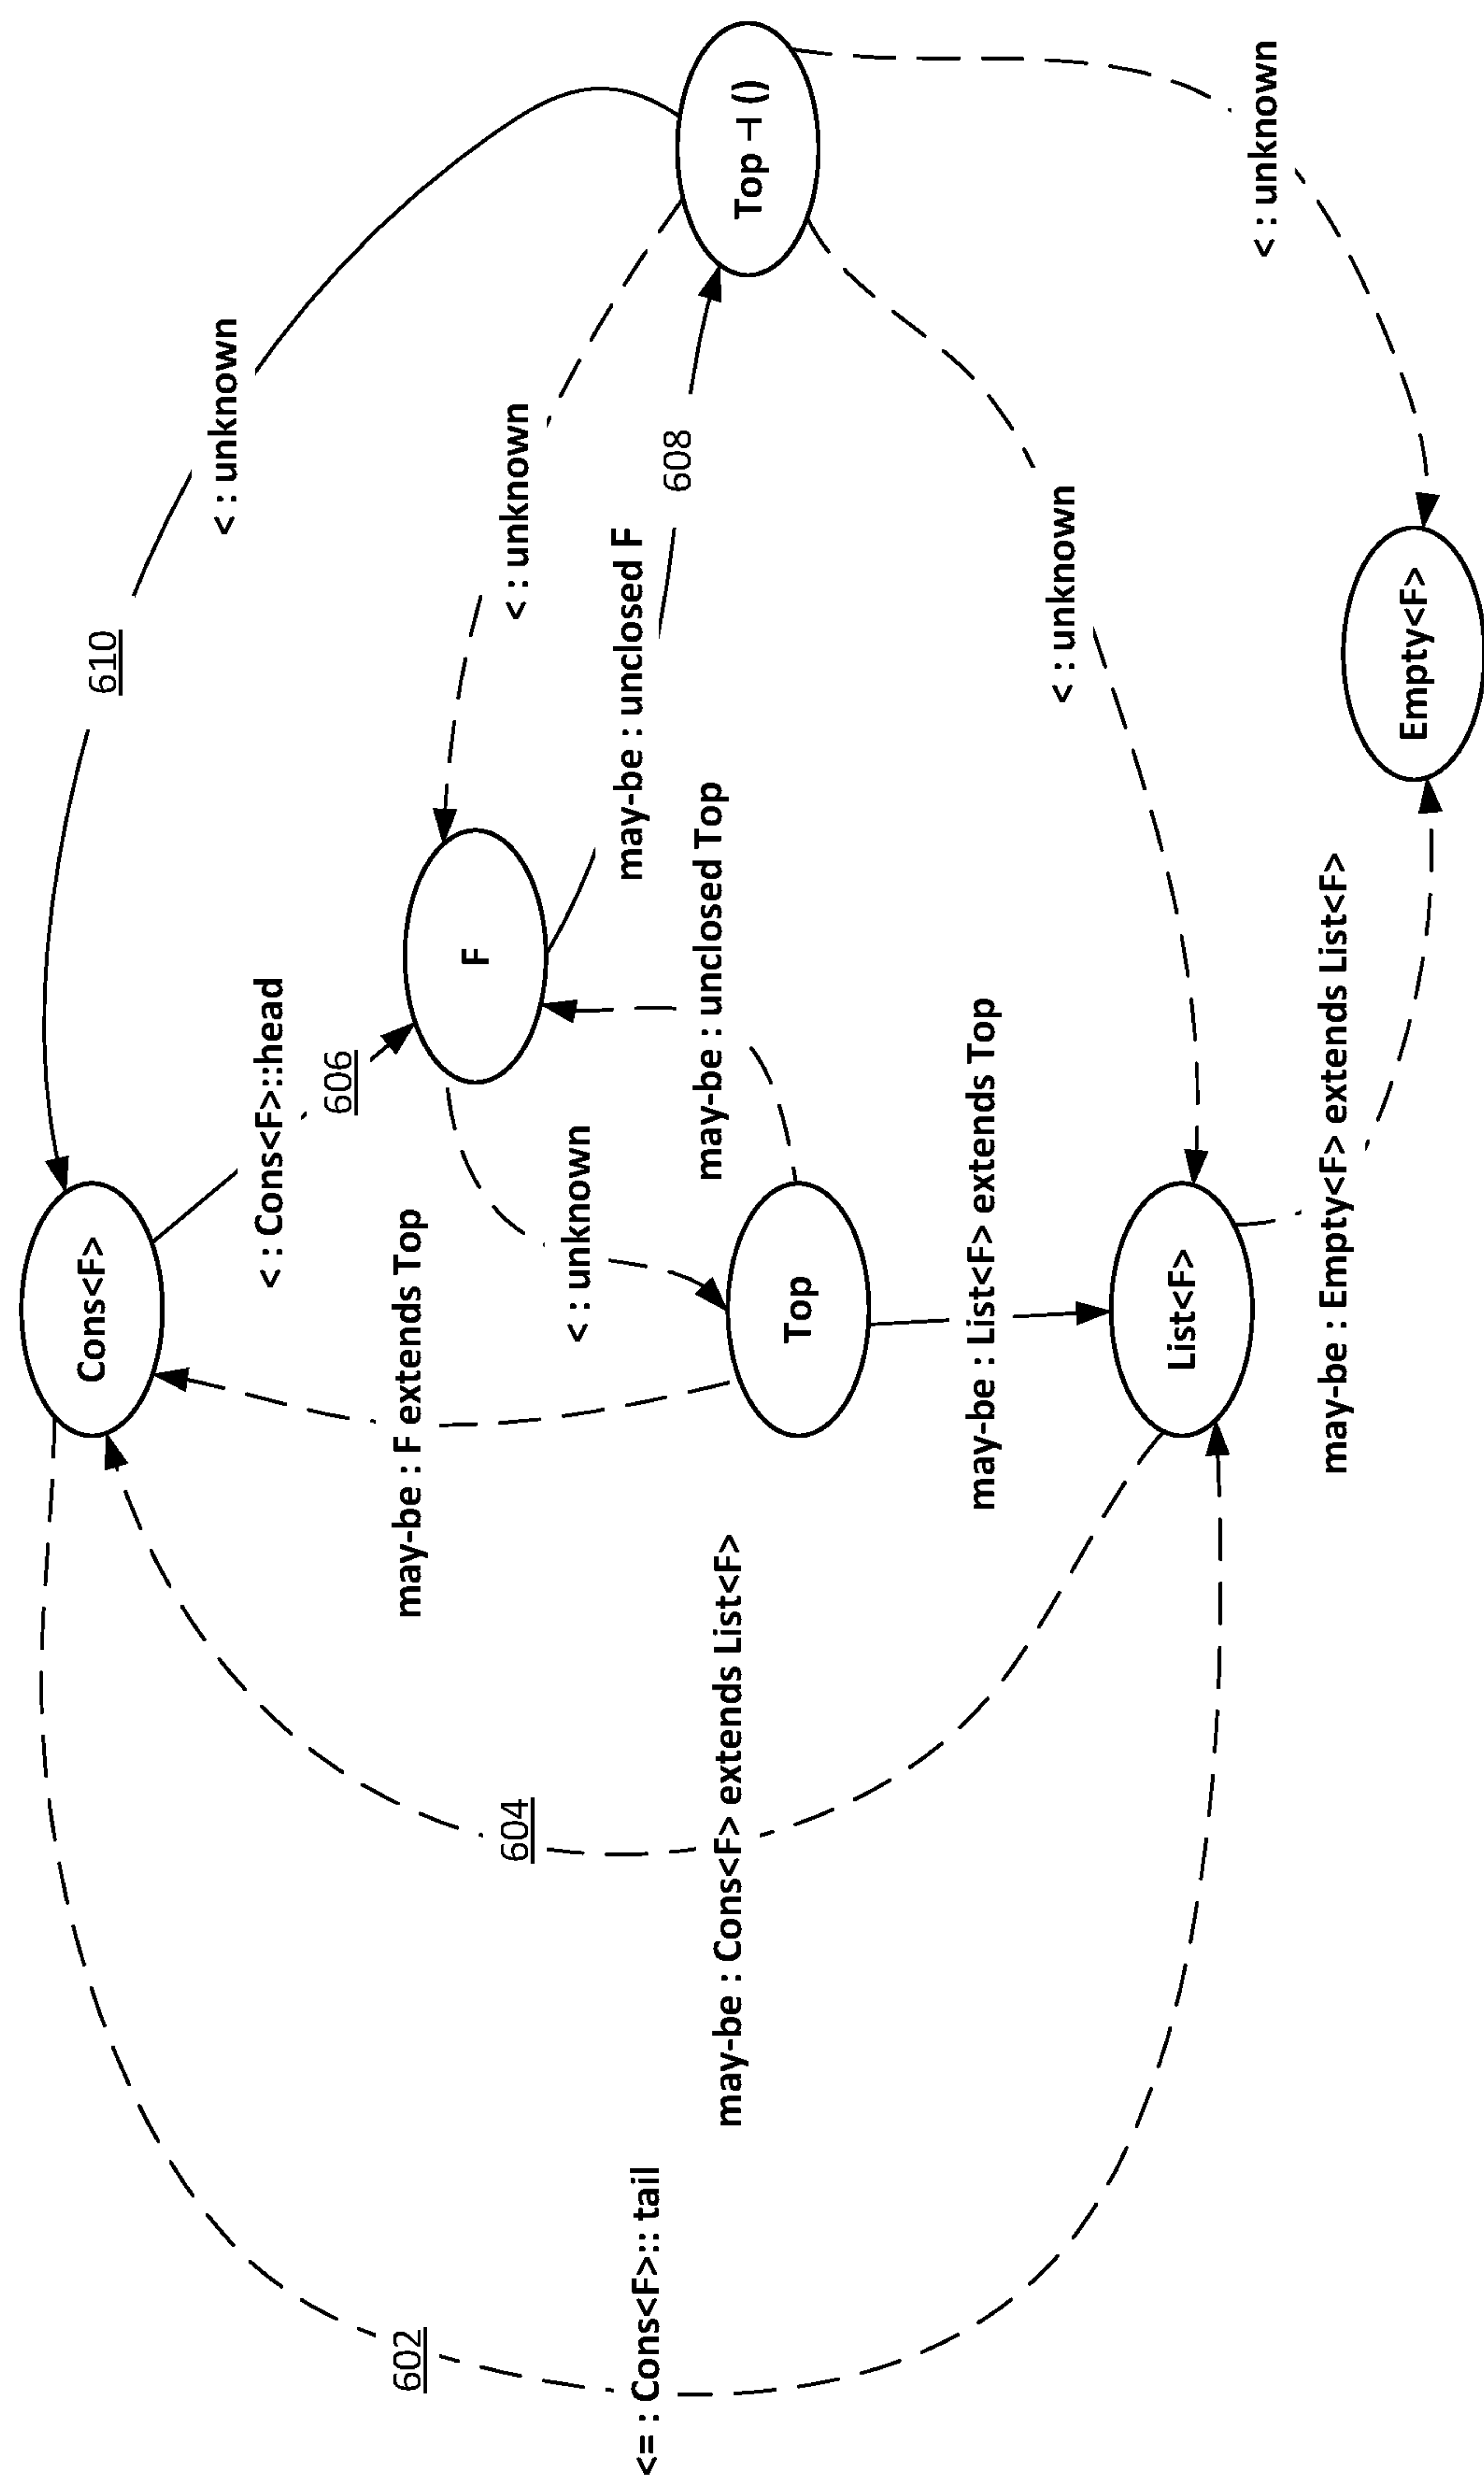 Cons<F>
610
< : unknown
< : Cons<F>::head
606
602
may-be : F extends Top
F
604
< : unknown
< : unknown
may-be : unclosed F
<= : Cons<F>:: tail
608
may-be : unclosed Top
may-be : Cons<F> extends List<F>
Top ⊣ ()
Top
may-be : List<F> extends Top
< : unknown
List<F>
< : unknown
may-be : Empty<F> extends List<F>
Empty<F>